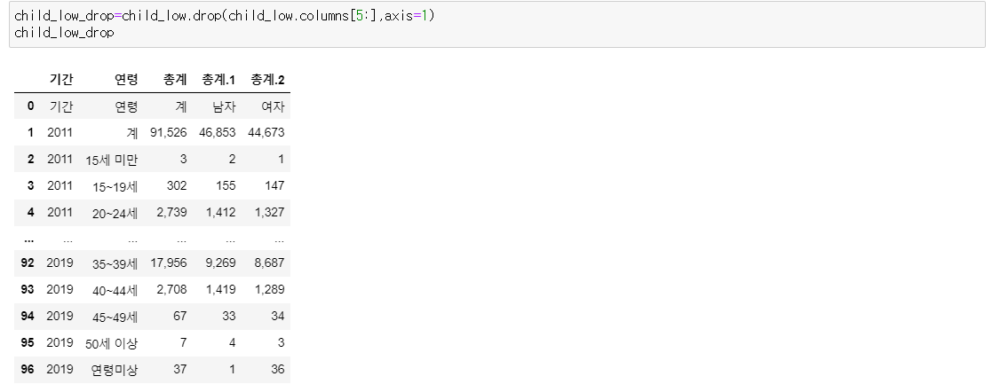 child_low_drop=child_low.drop(child_low.columns[5:],axis=1)
child_low_drop
기간 연령 총계 총계.1 총계.2
0 기간 연령 계 남자 여자
1 2011 계 91,526 46,853 44,673
2 2011 15세 미만 3 2 1
3 2011 15~19세 302 155 147
4 2011 20~24세 2,739 1,412 1,327
... ... ... ... ... ...
92 2019 35~39세 17,956 9,269 8,687
93 2019 40~44세 2,708 1,419 1,289
94 2019 45~49세 67 33 34
95 2019 50세 이상 7 4 3
96 2019 연령미상 37 1 36